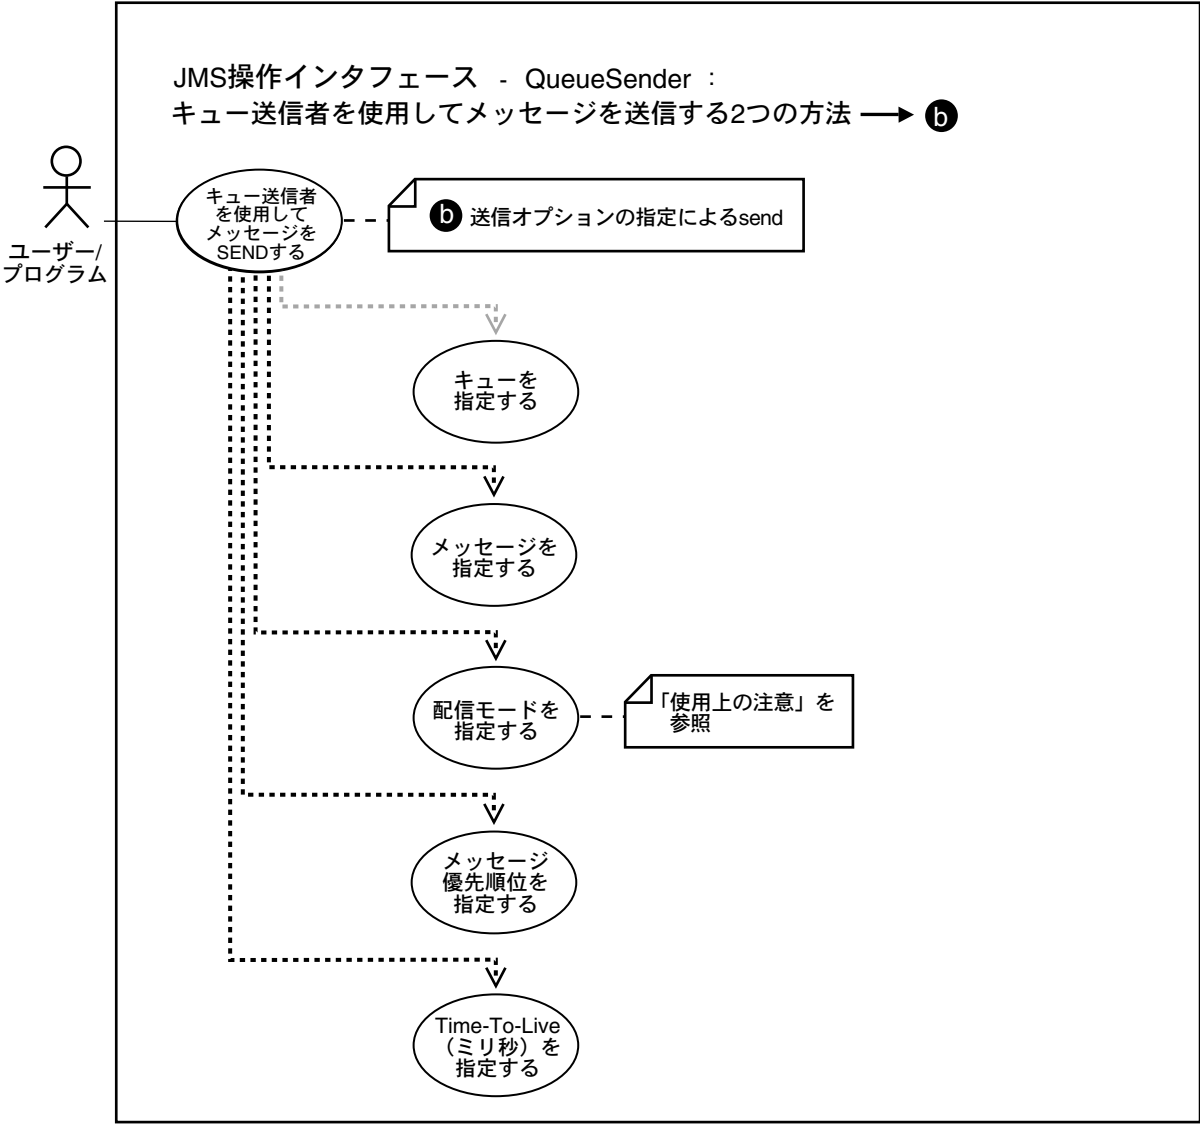 JMS操作インタフェース - QueueSender :
キュー送信者を使用してメッセージを送信する2つの方法 → b
キュー送信者
を使用して
メッセージを
SENDする
b 送信オプションの指定によるsend
ユーザー/
プログラム
キューを
指定する
メッセージを
指定する
配信モードを
指定する
「使用上の注意」を
参照
メッセージ
優先順位を
指定する
Time-To-Live
(ミリ秒)を
指定する